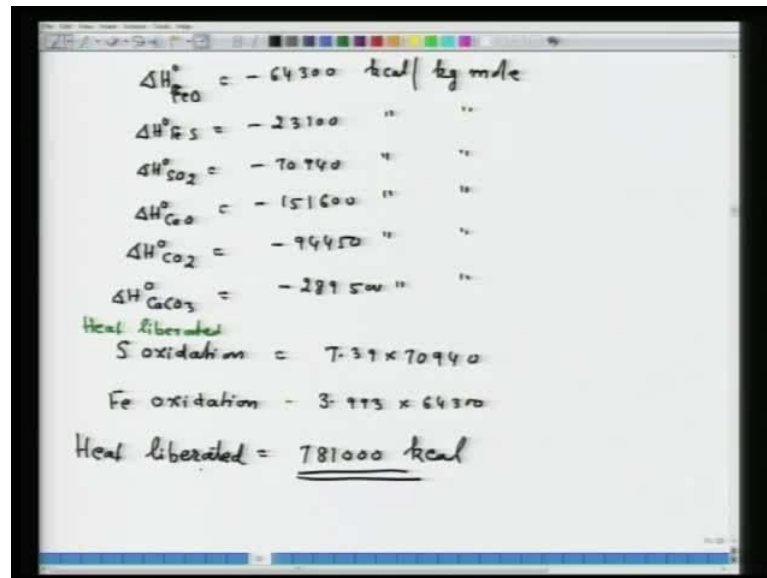 ΔH°FeO = - 64300 kcal/ kg mole
ΔH°FeS = - 23100 " "
ΔH°SO2 = - 70940 " "
ΔH°CaO = - 151600 " "
ΔH°CO2 = - 94450 " "
ΔH°CaCO3 = - 289500 " "
Heat liberated
S oxidation = 7.39 x 70940
Fe oxidation - 3.993 x 64300
Heat liberated = 781000 kcal